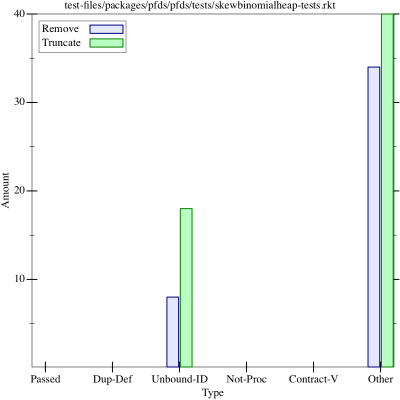 test-files/packages/pfds/pfds/tests/skewbinomialheap-tests.rkt
Remove
Truncate
40
30
20
10
Amount
Passed Dup-Def Unbound-ID Not-Proc Contract-V Other
Type